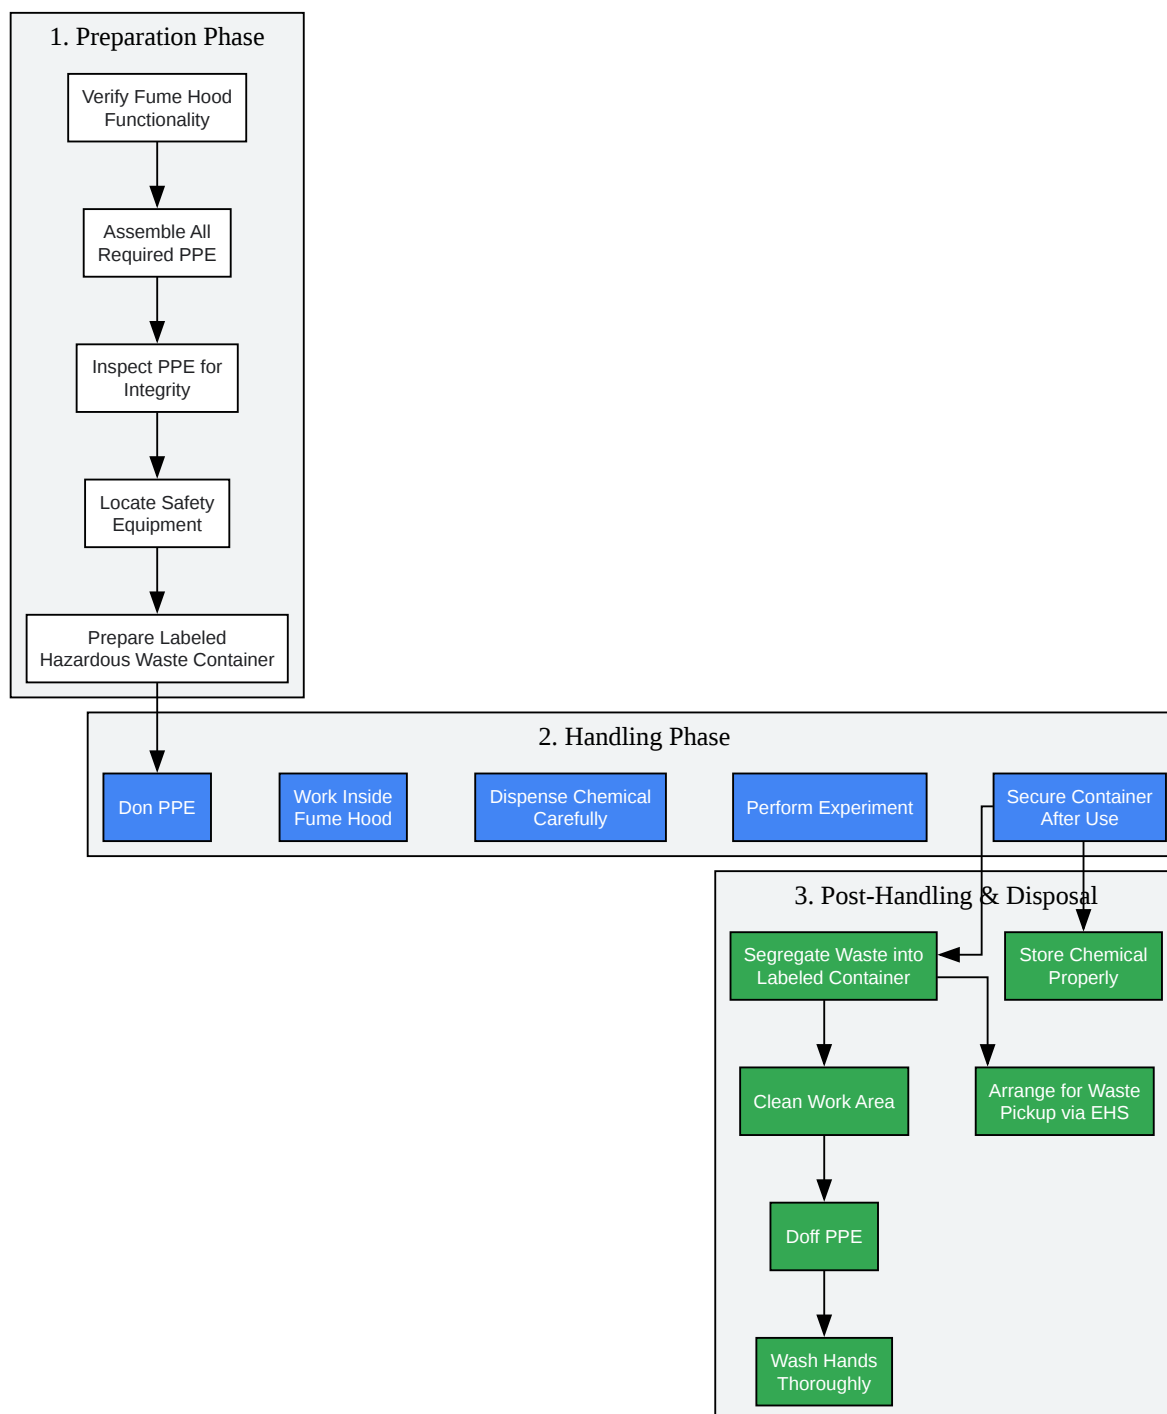 1. Preparation Phase
Verify Fume Hood
Functionality
Assemble All
Required PPE
Inspect PPE for
Integrity
Locate Safety
Equipment
Prepare Labeled
Hazardous Waste Container
2. Handling Phase
Don PPE
Work Inside
Fume Hood
Dispense Chemical
Carefully
Perform Experiment
Secure Container
After Use
3. Post-Handling & Disposal
Segregate Waste into
Labeled Container
Store Chemical
Properly
Clean Work Area
Arrange for Waste
Pickup via EHS
Doff PPE
Wash Hands
Thoroughly